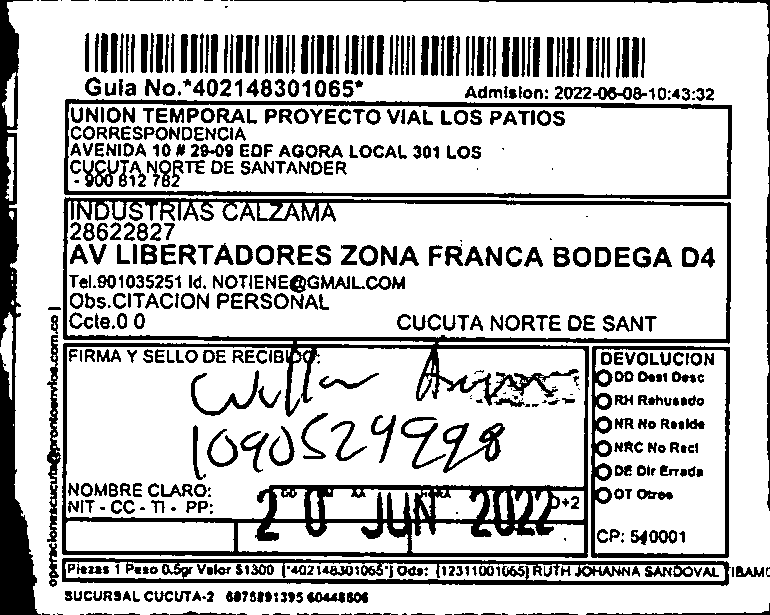 Guia No.*402148301065*
Admision: 2022-06-08-10:43:32
UNION TEMPORAL PROYECTO VIAL LOS PATIOS
CORRESPONDENCIA
AVENIDA 10 # 29-09 EDF AGORA LOCAL 301 LOS
CUCUTA NORTE DE SANTANDER
- 900 812 782
INDUSTRIAS CALZAMA
28622827
AV LIBERTADORES ZONA FRANCA BODEGA D4
Tel.901035251 Id. NOTIENE@GMAIL.COM
Obs.CITACION PERSONAL
Ccte.0 0
CUCUTA NORTE DE SANT
FIRMA Y SELLO DE RECIBIDO:
1090524998
NOMBRE CLARO:
NIT - CC - TI - PP:
20 JUN 2022
D+2
DEVOLUCION
DD Dest Desc
RH Rehusado
NR No Reside
NRC No Recl
DE Dir Errada
OT Otros
CP: 540001
operacionescucuta@prontoenvios.com.co
Piezas 1 Peso 0.5gr Valor $1300 [*402148301065*] Ods: [12311001065] RUTH JOHANNA SANDOVAL
SUCURSAL CUCUTA-2 6875891395 60448606